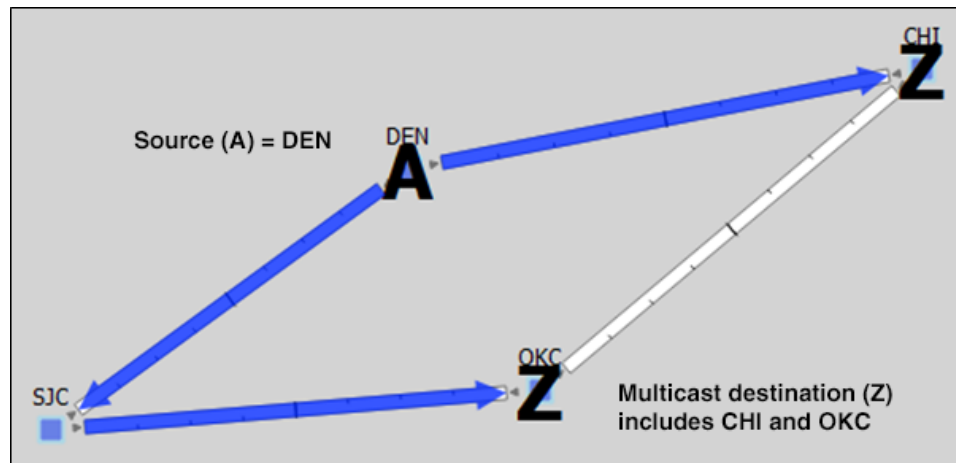 CHI
Z
Source (A) = DEN
DEN
A
SJC
OKC
Z
Multicast destination (Z)
includes CHI and OKC